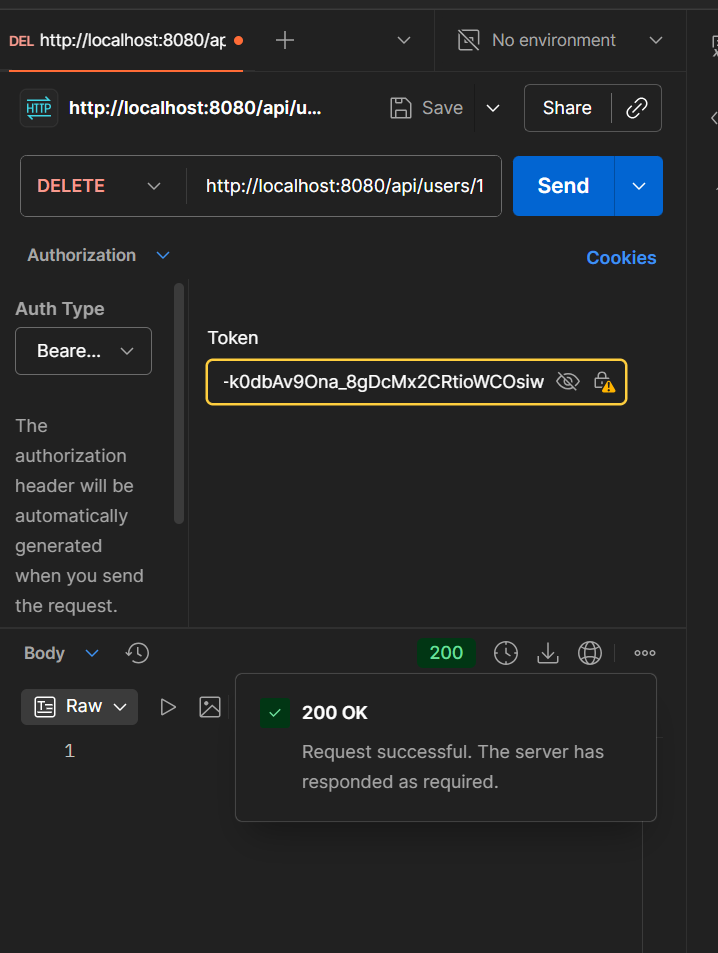 DEL http://localhost:8080/ap
No environment
HTTP http://localhost:8080/api/u...
Save
Share
DELETE
http://localhost:8080/api/users/1
Send
Authorization
Cookies
Auth Type
Beare...
Token
-k0dbAv9Ona_8gDcMx2CRtioWCOsiw
The
authorization
header will be
automatically
generated
when you send
the request.
Body
200
Raw
1
200 OK
Request successful. The server has
responded as required.